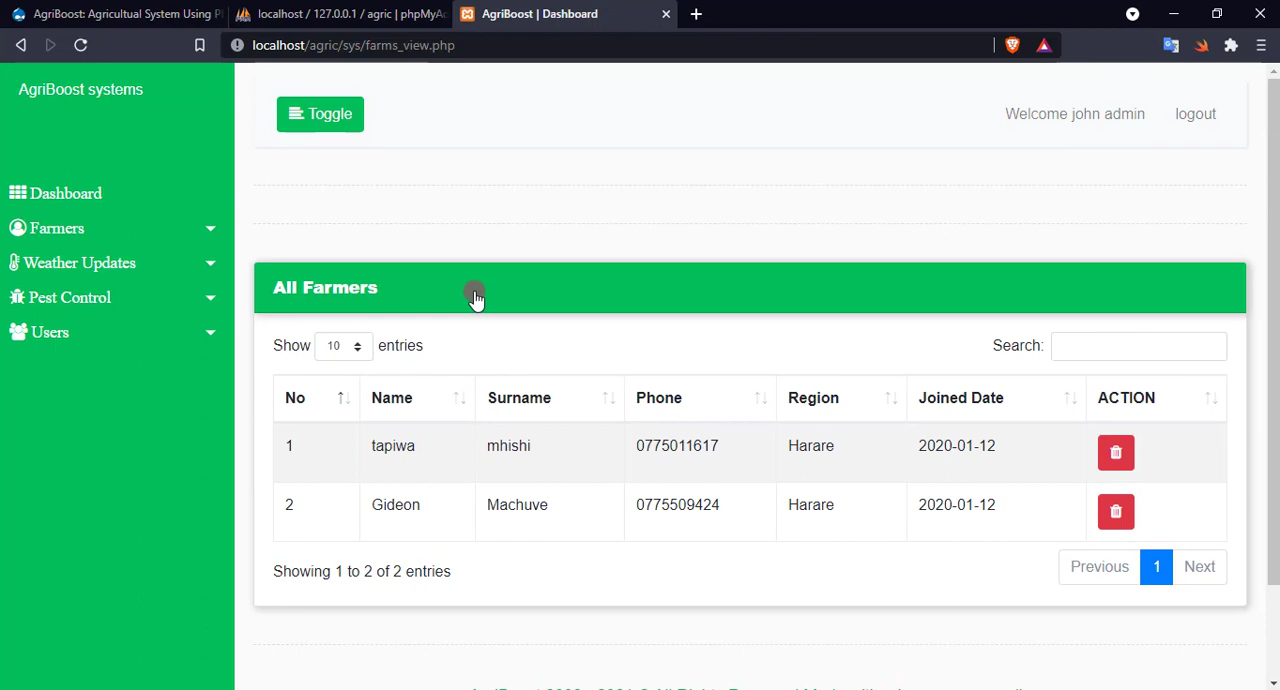 AgriBoost: Agricultual System Using P
localhost / 127.0.0.1 / agric | phpMyA
AgriBoost | Dashboard
localhost/agric/sys/farms_view.php
AgriBoost systems
Toggle
Welcome john admin
logout
Dashboard
Farmers
Weather Updates
Pest Control
Users
All Farmers
Show 10 entries
Search:
No Name Surname Phone Region Joined Date ACTION
1 tapiwa mhishi 0775011617 Harare 2020-01-12
2 Gideon Machuve 0775509424 Harare 2020-01-12
Showing 1 to 2 of 2 entries
Previous 1 Next